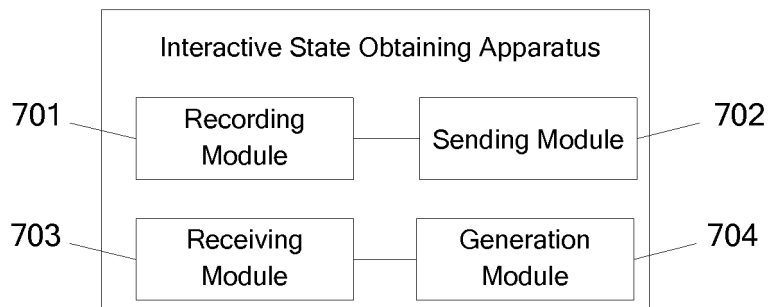 Interactive State Obtaining Apparatus
701
Recording
Module
Sending Module
702
703
Receiving
Module
Generation
Module
704